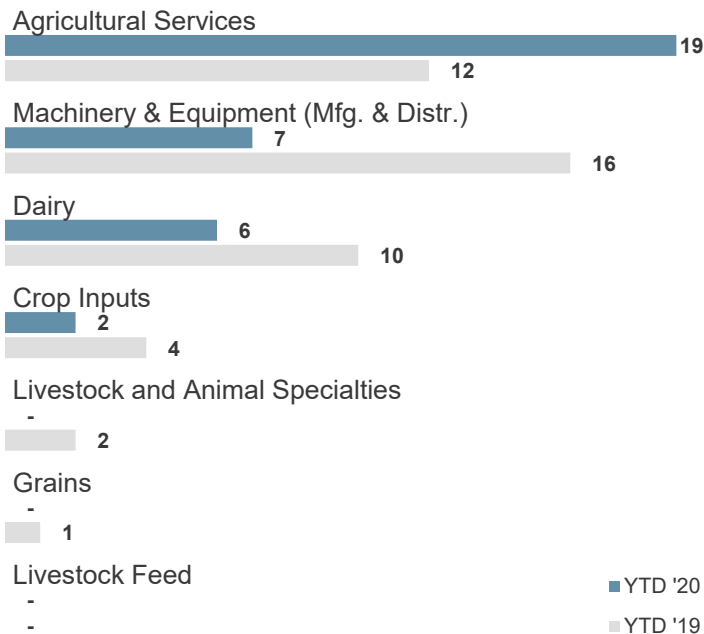 Agricultural Services
19
12
Machinery & Equipment (Mfg. & Distr.)
7
16
Dairy
6
10
Crop Inputs
2
4
Livestock and Animal Specialties
-
2
Grains
-
1
Livestock Feed
-
-
YTD '20
YTD '19